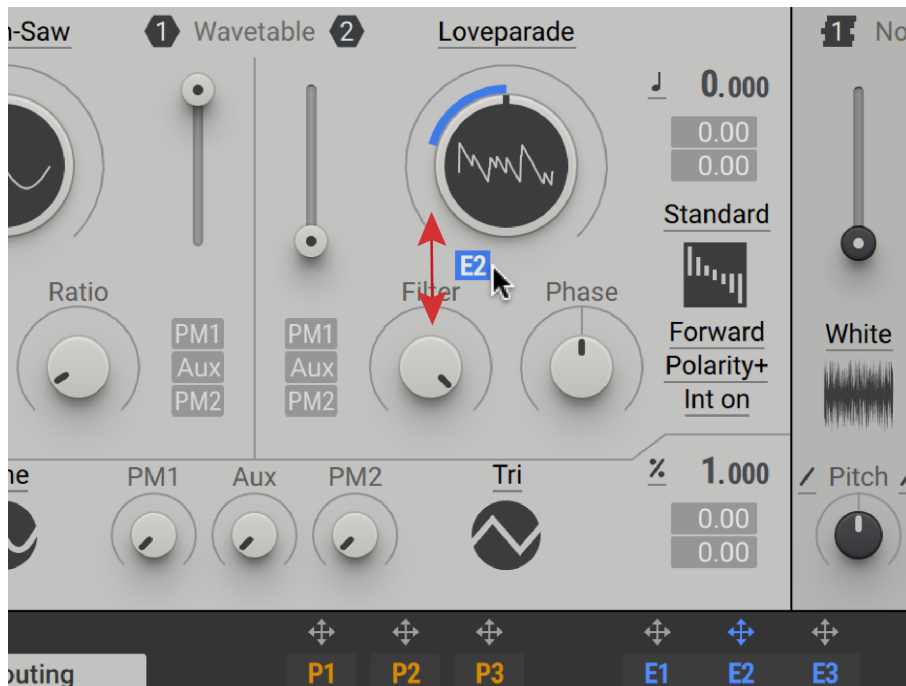 n-Saw
1 Wavetable 2
Loveparade
1 No
0.000
0.00
0.00
Standard
E2
Ratio
Filter
Phase
PM1
Aux
PM2
PM1
Aux
PM2
Forward
Polarity+
Int on
White
ne
PM1
Aux
PM2
Tri
% 1.000
0.00
0.00
Pitch
outing
P1
P2
P3
E1
E2
E3